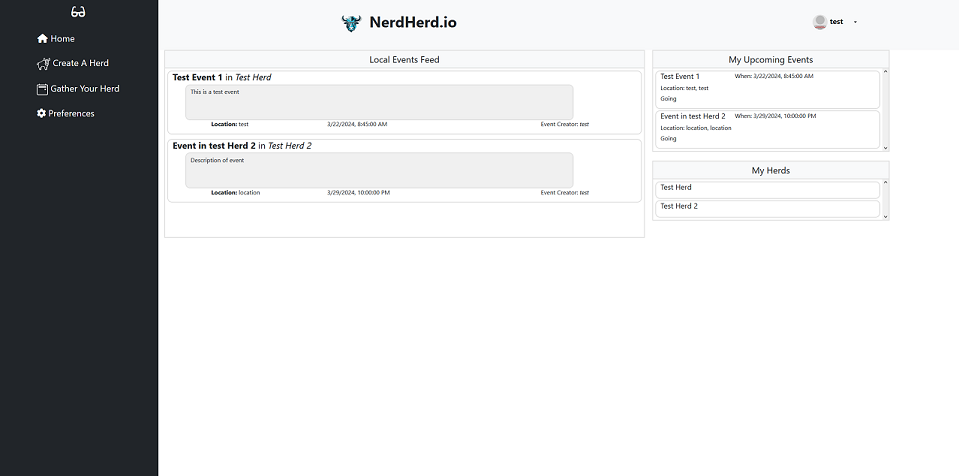 NerdHerd.io
test
Home
Create A Herd
Gather Your Herd
Preferences
Local Events Feed
Test Event 1 in Test Herd
This is a test event
Location: test 3/22/2024, 8:45:00 AM Event Creator: test
Event in test Herd 2 in Test Herd 2
Description of event
Location: location 3/29/2024, 10:00:00 PM Event Creator: test
My Upcoming Events
Test Event 1 When: 3/22/2024, 8:45:00 AM
Location: test, test
Going
Event in test Herd 2 When: 3/29/2024, 10:00:00 PM
Location: location, location
Going
My Herds
Test Herd
Test Herd 2